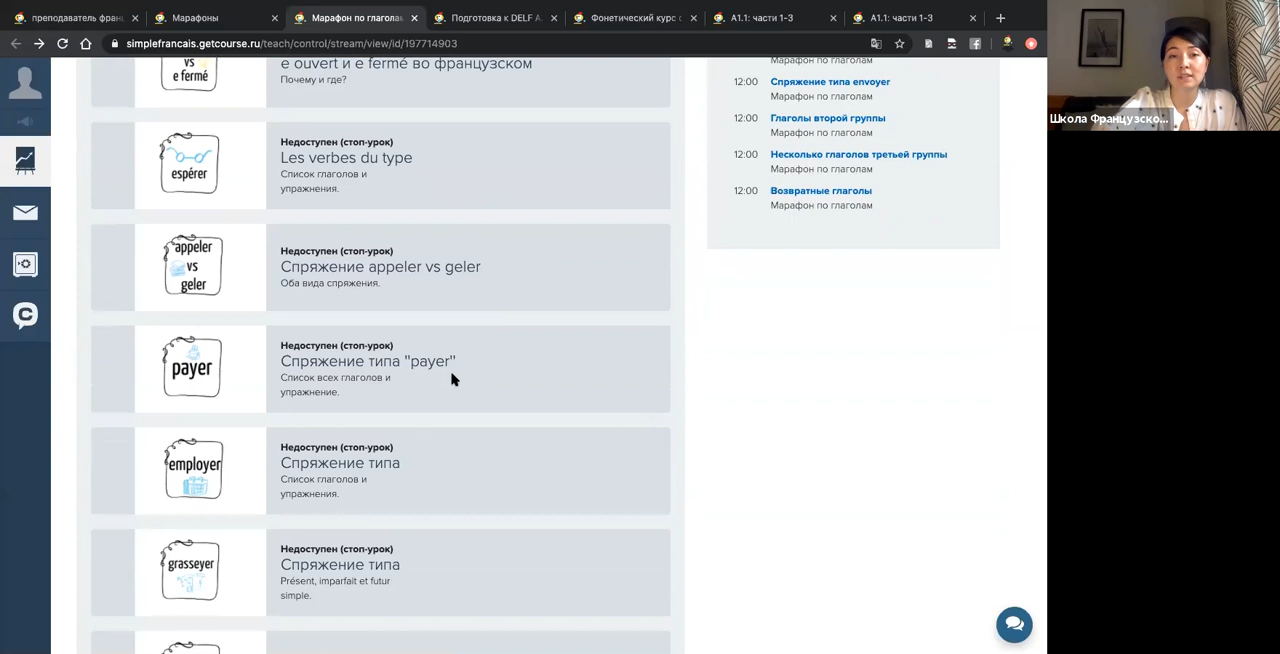 преподаватель фран
Марафоны
Марафон по глагола
Подготовка к DELF A
Фонетический курс с
A1.1: части 1-3
A1.1: части 1-3
simplefrancais.getcourse.ru/teach/control/stream/view/id/197714903
vs
e fermé
e ouvert и e fermé во французском
Почему и где?
espérer
Недоступен (стоп-урок)
Les verbes du type
Список глаголов и
упражнения.
appeler
vs
geler
Недоступен (стоп-урок)
Спряжение appeler vs geler
Оба вида спряжения.
payer
Недоступен (стоп-урок)
Спряжение типа "payer"
Список всех глаголов и
упражнение.
employer
Недоступен (стоп-урок)
Спряжение типа
Список глаголов и
упражнения.
grasseyer
Недоступен (стоп-урок)
Спряжение типа
Présent, imparfait et futur
simple.
Марафон по глаголам
12:00 Спряжение типа envoyer
Марафон по глаголам
12:00 Глаголы второй группы
Марафон по глаголам
12:00 Несколько глаголов третьей группы
Марафон по глаголам
12:00 Возвратные глаголы
Марафон по глаголам
Школа Французско...